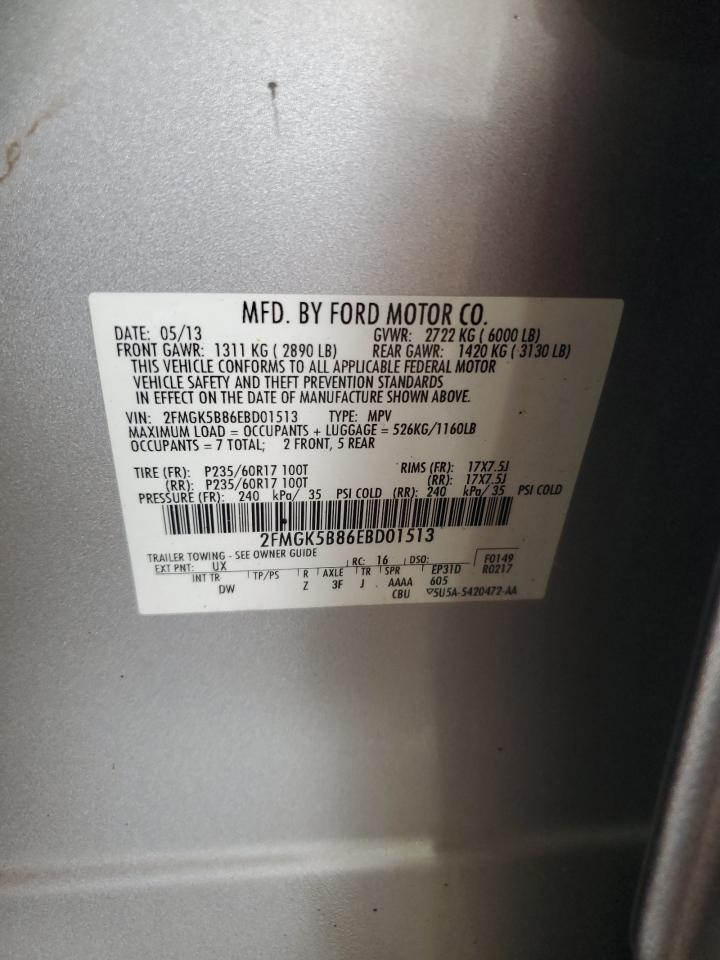 MFD. BY FORD MOTOR CO.
DATE: 05/13 GVWR: 2722 KG ( 6000 LB)
FRONT GAWR: 1311 KG ( 2890 LB) REAR GAWR: 1420 KG ( 3130 LB)
THIS VEHICLE CONFORMS TO ALL APPLICABLE FEDERAL MOTOR
VEHICLE SAFETY AND THEFT PREVENTION STANDARDS
IN EFFECT ON THE DATE OF MANUFACTURE SHOWN ABOVE.
VIN: 2FMGK5B86EBD01513 TYPE: MPV
MAXIMUM LOAD = OCCUPANTS + LUGGAGE = 526KG/1160LB
OCCUPANTS = 7 TOTAL; 2 FRONT, 5 REAR
TIRE (FR): P235/60R17 100T RIMS (FR): 17X7.5J
(RR): P235/60R17 100T (RR): 17X7.5J
PRESSURE (FR): 240 kPa/ 35 PSI COLD (RR): 240 kPa/ 35 PSI COLD
2FMGK5B86EBD01513
TRAILER TOWING - SEE OWNER GUIDE
EXT PNT: UX RC: 16 DSO: F0149
INT TR TP/PS R AXLE TR SPR EP31D R0217
DW Z 3F J . AAAA 605
CBU 5U5A-5420472-AA